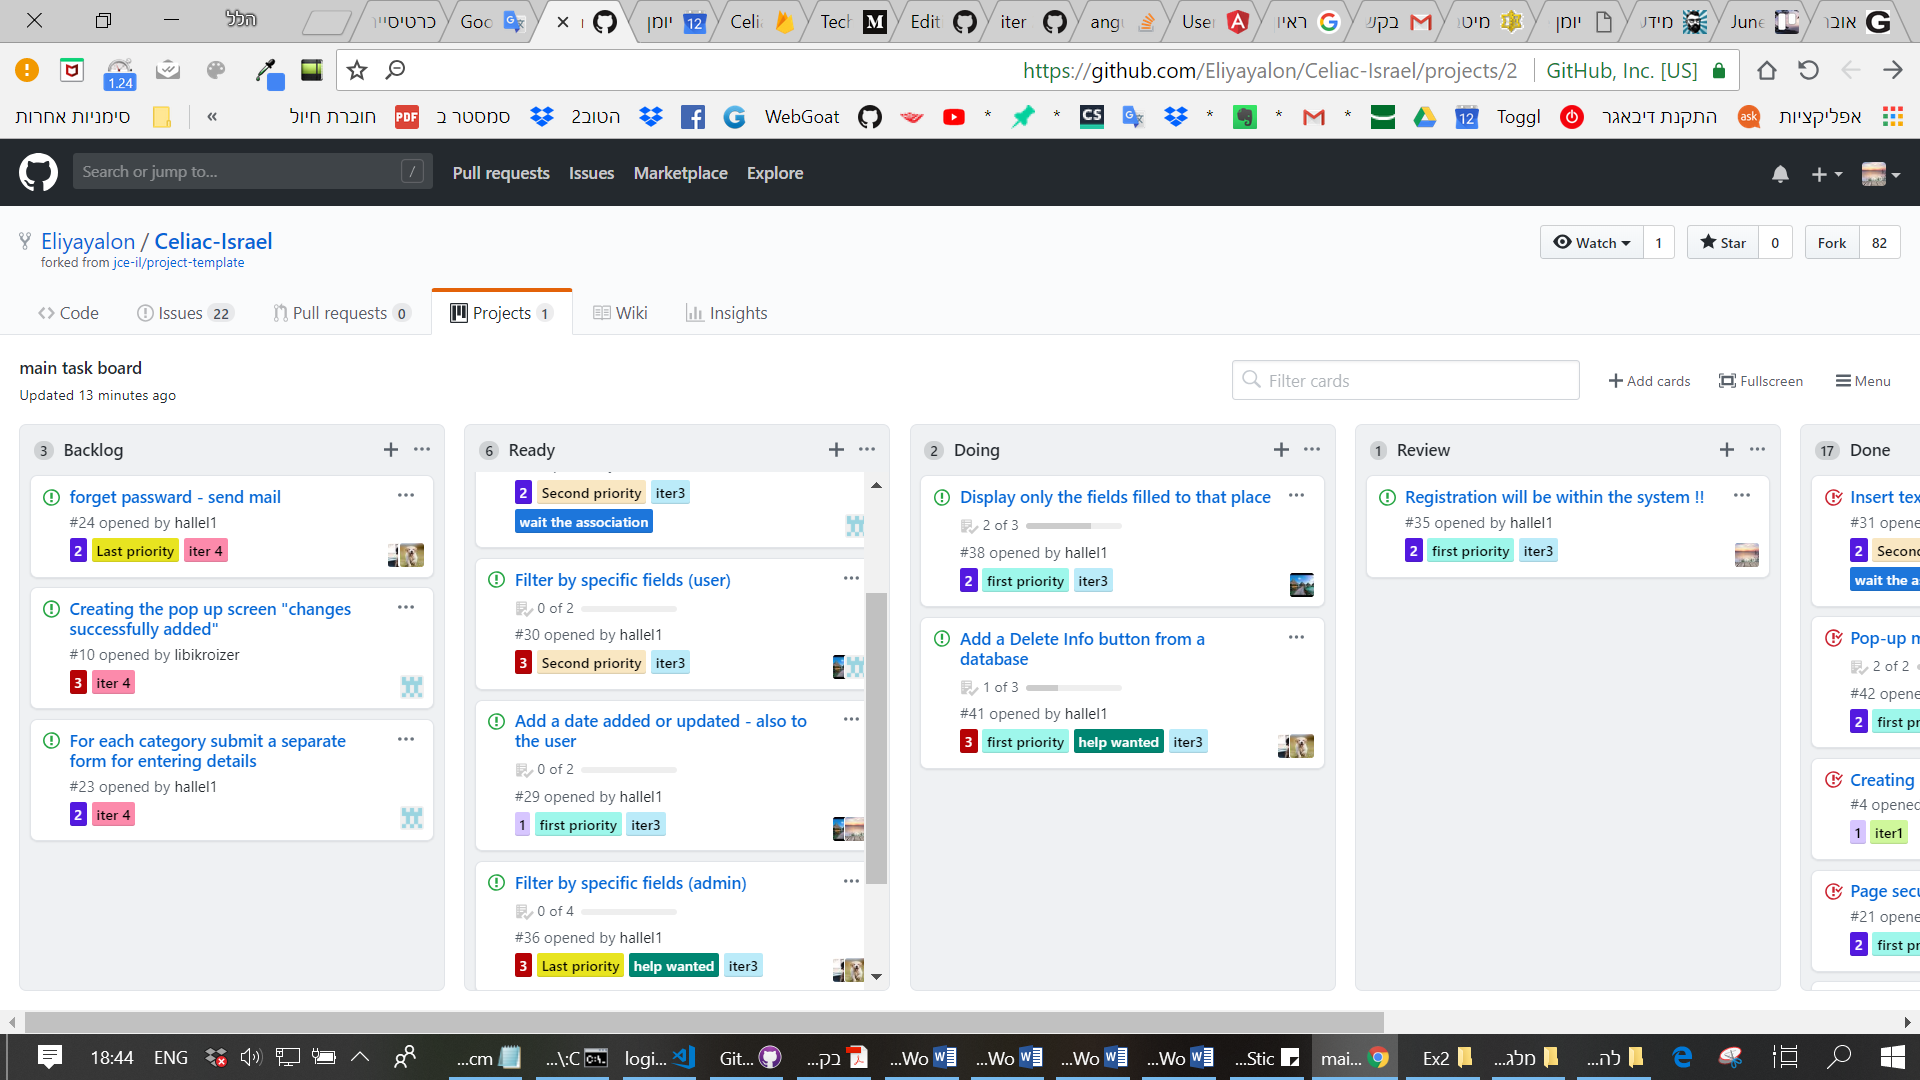 הלל
כרטיסיי
Goo
יומן
Celi
Tech
Edit
iter
angu
User
ראיו
בקש
מיטו
יומן
מידע
June
אובר
1.24
https://github.com/Eliyayalon/Celiac-Israel/projects/2
GitHub, Inc. [US]
סימניות אחרות
»
חוברת חיול
PDF
סמסטר ב
הטוב2
WebGoat
*
*
CS
*
*
*
12
Toggl
התקנת דיבאגר
ask
אפליקציות
Search or jump to...
/
Pull requests
Issues
Marketplace
Explore
Eliyayalon / Celiac-Israel
forked from jce-il/project-template
Watch
1
Star
0
Fork
82
Code
Issues 22
Pull requests 0
Projects 1
Wiki
Insights
main task board
Updated 13 minutes ago
Filter cards
Add cards
Fullscreen
Menu
3 Backlog
forget passward - send mail
#24 opened by hallel1
2 Last priority iter 4
Creating the pop up screen "changes
successfully added"
#10 opened by libikroizer
3 iter 4
For each category submit a separate
form for entering details
#23 opened by hallel1
2 iter 4
6 Ready
2 Second priority iter3
wait the association
Filter by specific fields (user)
0 of 2
#30 opened by hallel1
3 Second priority iter3
Add a date added or updated - also to
the user
0 of 2
#29 opened by hallel1
1 first priority iter3
Filter by specific fields (admin)
0 of 4
#36 opened by hallel1
3 Last priority help wanted iter3
2 Doing
Display only the fields filled to that place
2 of 3
#38 opened by hallel1
2 first priority iter3
Add a Delete Info button from a
database
1 of 3
#41 opened by hallel1
3 first priority help wanted iter3
1 Review
Registration will be within the system !!
#35 opened by hallel1
2 first priority iter3
17 Done
Insert tex
#31 opene
2 Secon
wait the as
Pop-up m
2 of 2
#42 opene
2 first pr
Creating
#4 opened
1 iter1
Page secu
#21 opene
2 first pr
18:44
ENG
...cm
...\:C
logi...
Git...
בק...
...Wo
...Wo
...Wo
...Wo
...Stic
mai...
Ex2
מלג...
לה...